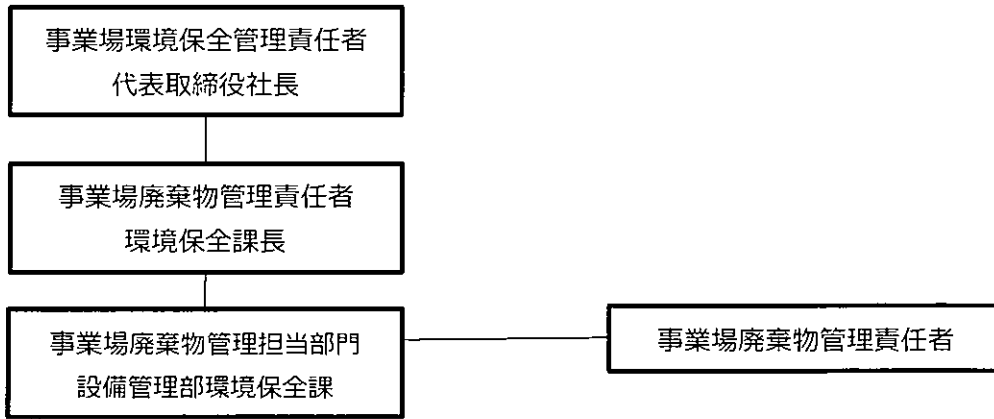 事業場環境保全管理責任者
代表取締役社長
事業場廃棄物管理責任者
環境保全課長
事業場廃棄物管理担当部門
設備管理部環境保全課
事業場廃棄物管理責任者